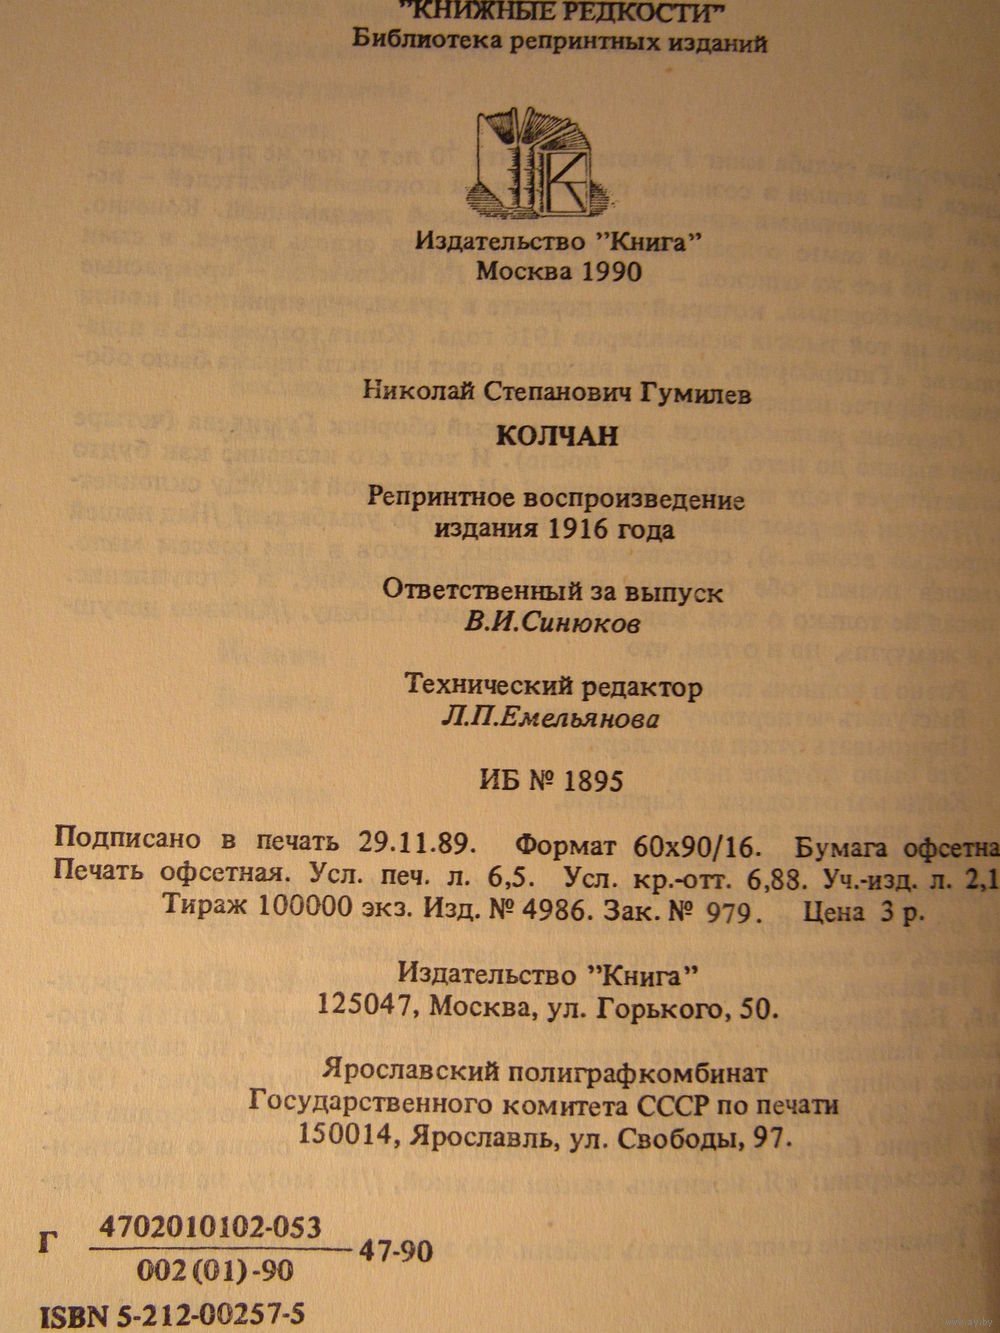 "КНИЖНЫЕ РЕДКОСТИ"
Библиотека репринтных изданий
К
Издательство "Книга"
Москва 1990
Николай Степанович Гумилев
КОЛЧАН
Репринтное воспроизведение
издания 1916 года
Ответственный за выпуск
В.И.Синюков
Технический редактор
Л.П.Емельянова
ИБ № 1895
Подписано в печать 29.11.89. Формат 60х90/16. Бумага офсетна
Печать офсетная. Усл. печ. л. 6,5. Усл. кр.-отт. 6,88. Уч.-изд. л. 2,1
Тираж 100000 экз. Изд. № 4986. Зак. № 979. Цена 3 р.
Издательство "Книга"
125047, Москва, ул. Горького, 50.
Ярославский полиграфкомбинат
Государственного комитета СССР по печати
150014, Ярославль, ул. Свободы, 97.
Г 4702010102-053
002(01)-90
47-90
ISBN 5-212-00257-5
www.ay.by